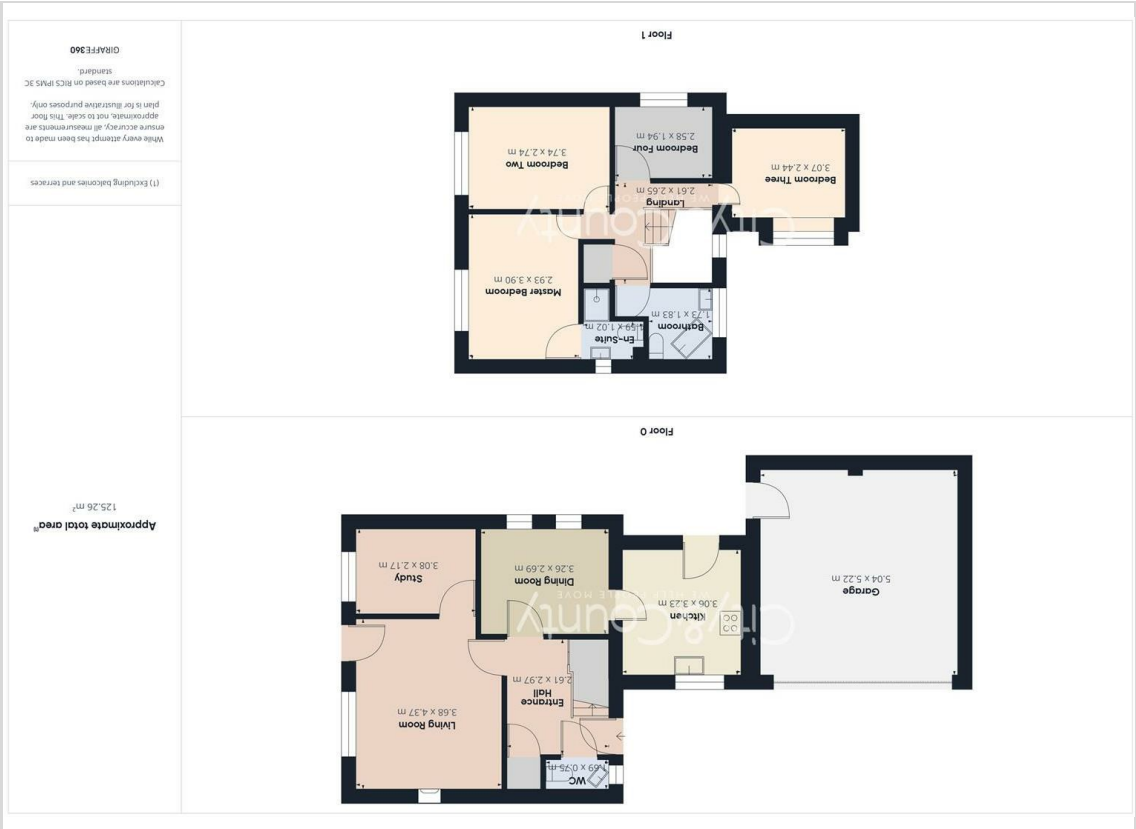 Approximate total area⁽¹⁾
125.26 m²
(1) Excluding balconies and terraces
While every attempt has been made to
ensure accuracy, all measurements are
approximate, not to scale. This floor
plan is for illustrative purposes only.
Calculations are based on RICS IPMS 3C
standard.
GIRAFFE360
Floor 0
WC
1.69 x 0.75 m
Entrance
Hall
2.61 x 2.97 m
Living Room
3.68 x 4.37 m
Kitchen
3.06 x 3.23 m
Garage
5.04 x 5.22 m
Dining Room
3.26 x 2.69 m
Study
3.08 x 2.17 m
City&County
Floor 1
Bathroom
1.73 x 1.83 m
En-Suite
1.59 x 1.02 m
Master Bedroom
2.93 x 3.90 m
Landing
2.61 x 2.65 m
Bedroom Three
3.07 x 2.44 m
Bedroom Four
2.58 x 1.94 m
Bedroom Two
3.74 x 2.74 m
City&County